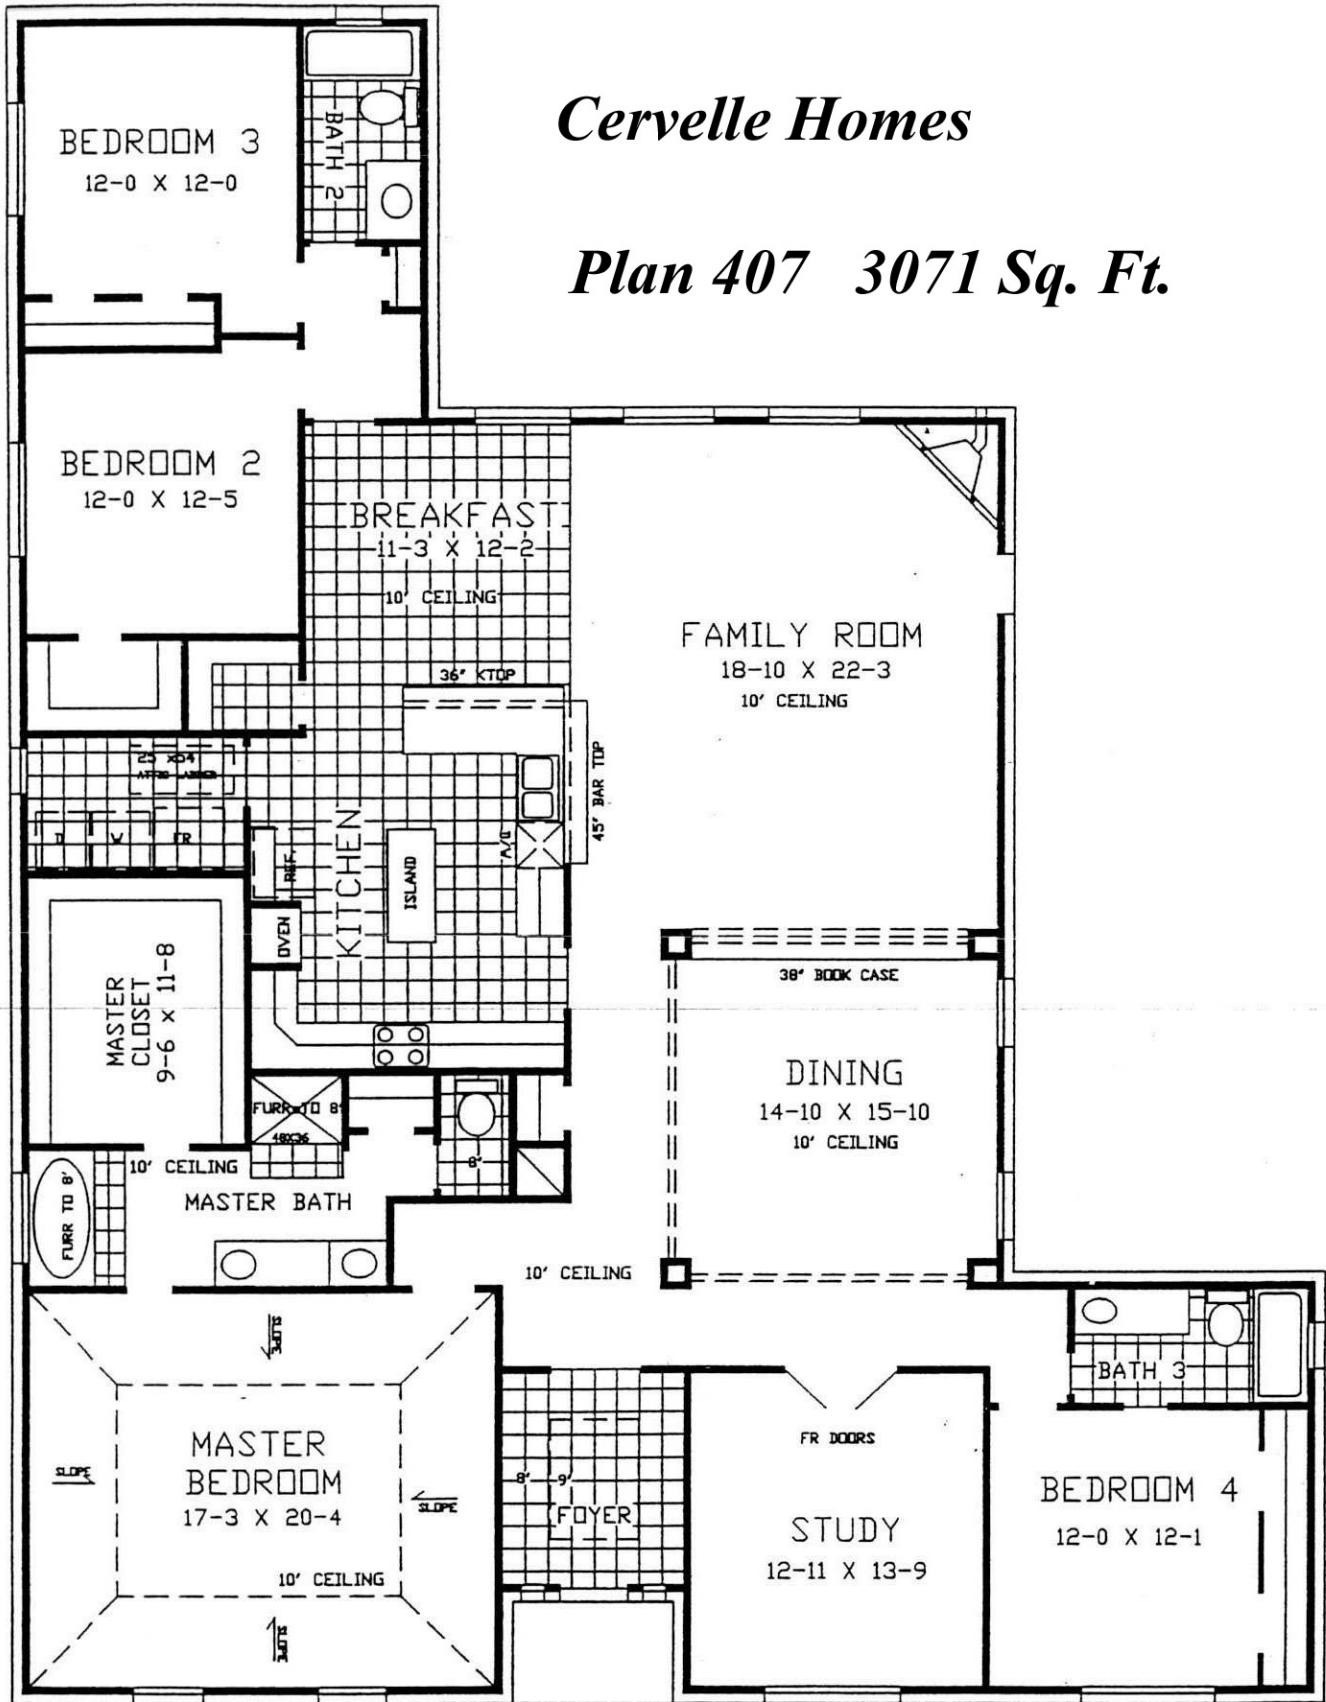 Cervelle Homes
Plan 407 3071 Sq. Ft.
BEDROOM 3
12-0 X 12-0
BATH 2
BEDROOM 2
12-0 X 12-5
BREAKFAST
11-3 X 12-2
10' CEILING
FAMILY ROOM
18-10 X 22-3
10' CEILING
36" KTOP
45" BAR TOP
D
W
FR
REF.
OVEN
KITCHEN
ISLAND
D/W
38" BOOK CASE
MASTER
CLOSET
9-6 x 11-8
DINING
14-10 X 15-10
10' CEILING
FURR TO 8'
48X36
8'
10' CEILING
MASTER BATH
FURR TO 8'
10' CEILING
BATH 3
SLOPE
SLOPE
SLOPE
SLOPE
MASTER
BEDROOM
17-3 X 20-4
10' CEILING
8'
9'
FOYER
FR DOORS
STUDY
12-11 X 13-9
BEDROOM 4
12-0 X 12-1